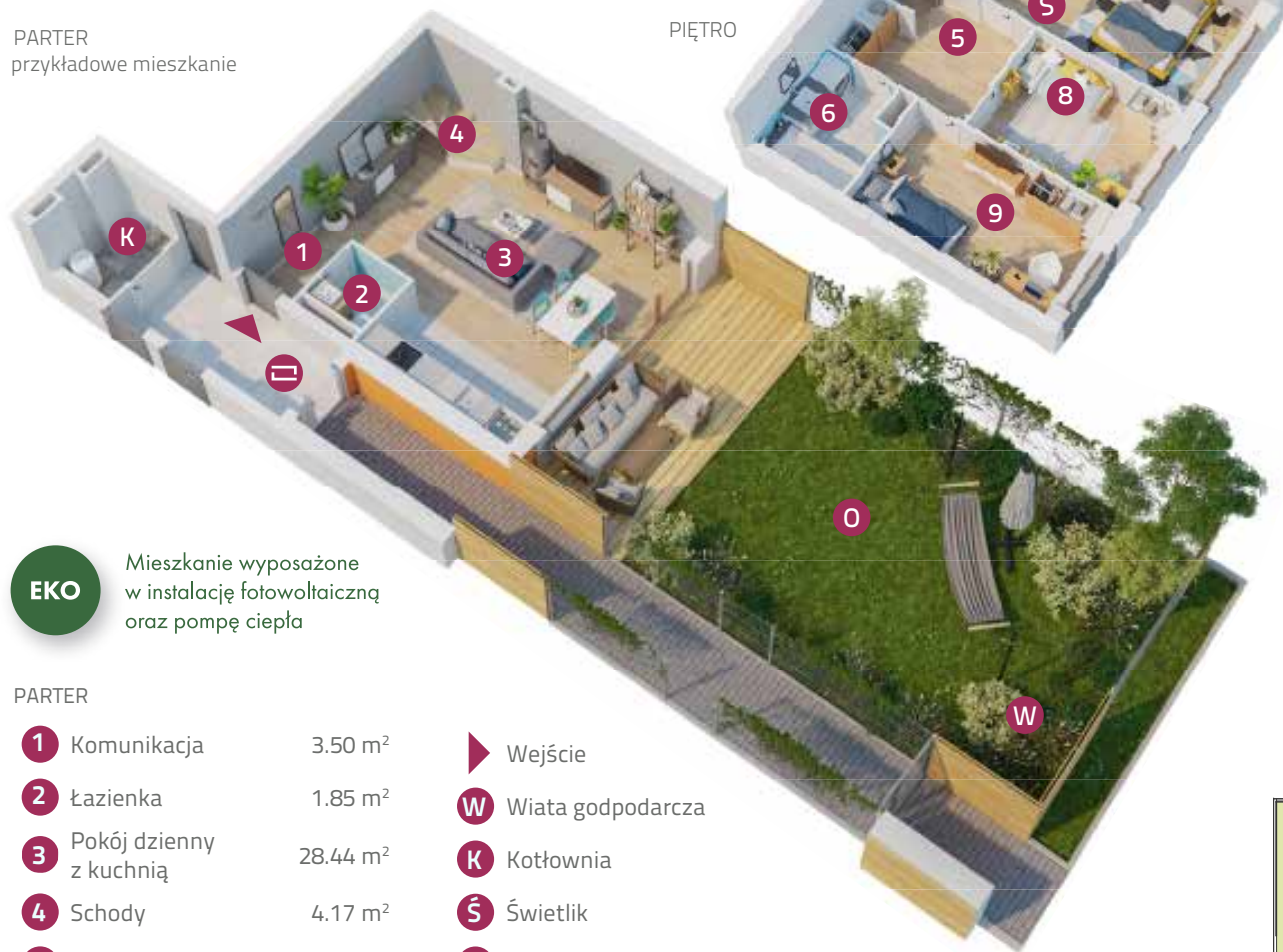 PARTER
przykładowe mieszkanie
PIĘTRO
5
Ś
6
8
9
4
K
1
2
3
O
W
EKO
Mieszkanie wyposażone
w instalację fotowoltaiczną
oraz pompę ciepła
PARTER
1 Komunikacja 3.50 m²
2 Łazienka 1.85 m²
3 Pokój dzienny
z kuchnią 28.44 m²
4 Schody 4.17 m²
Wejście
W Wiata godpodarcza
K Kotłownia
Ś Świetlik